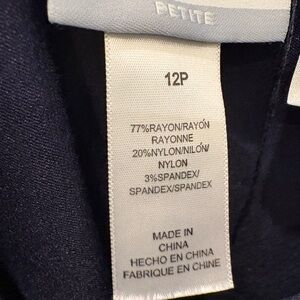 PETITE
12P
77%RAYON/RAYÓN
RAYONNE
20%NYLON/NILÓN/
NYLON
3%SPANDEX/
SPANDEX/SPANDEX
MADE IN
CHINA
HECHO EN CHINA
FABRIQUE EN CHINE